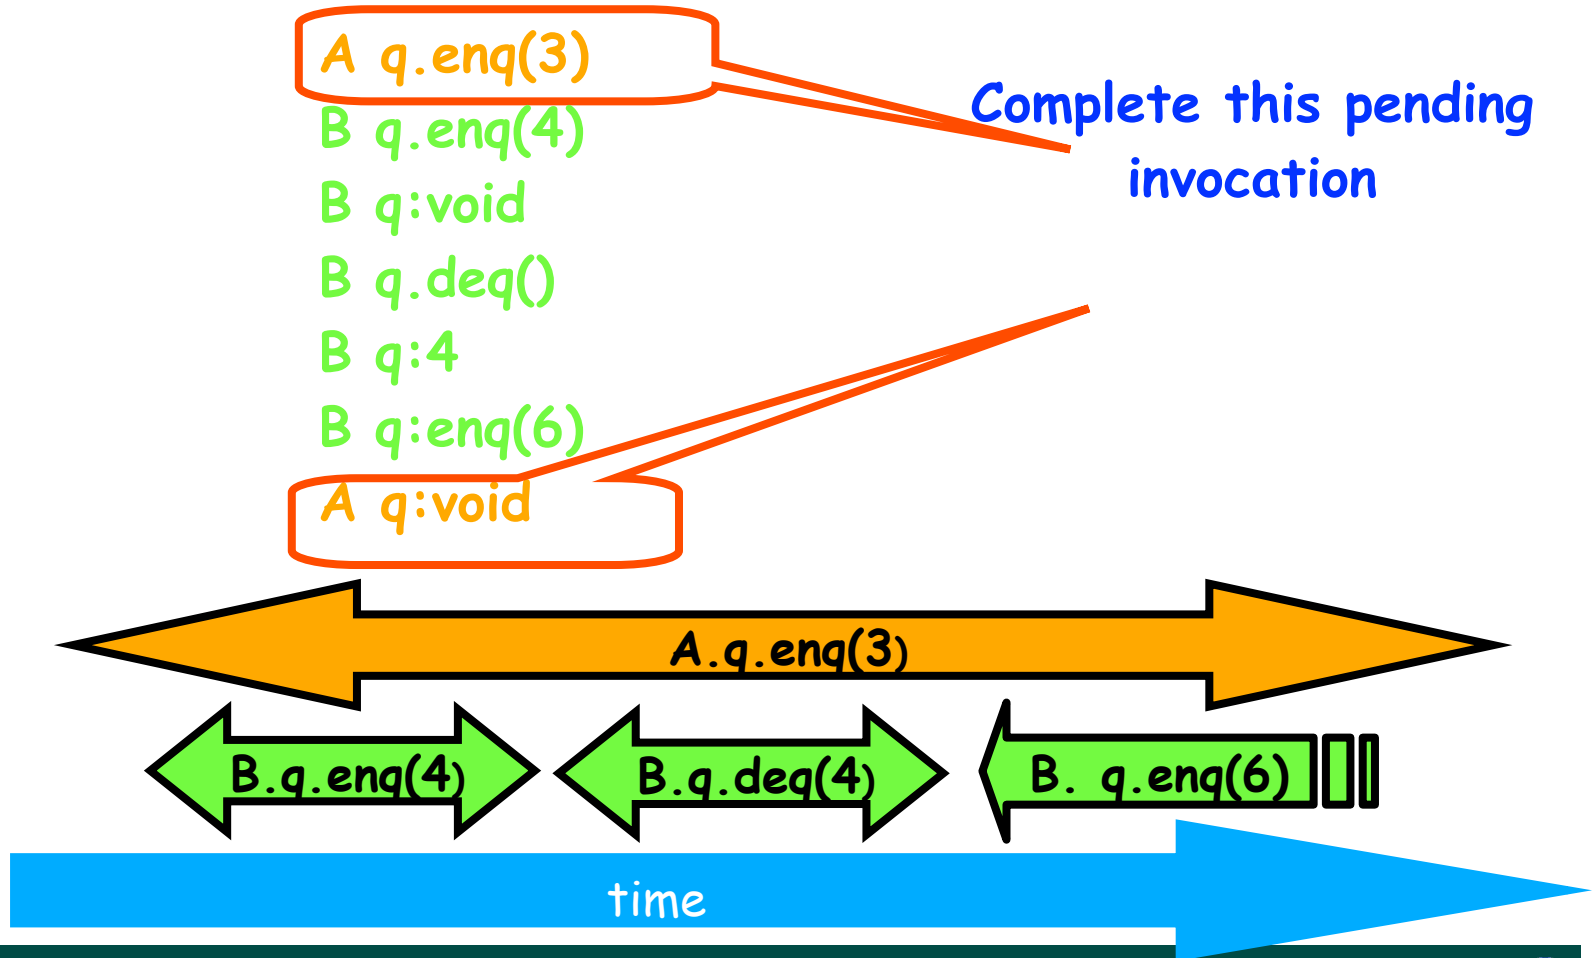 A q.enq(3)
Complete this pending
invocation
B q.enq(4)
B q:void
B q.deq()
B q:4
B q:enq(6)
A q:void
A.q.enq(3)
B.q.enq(4)
B.q.deq(4)
B. q.enq(6)
time